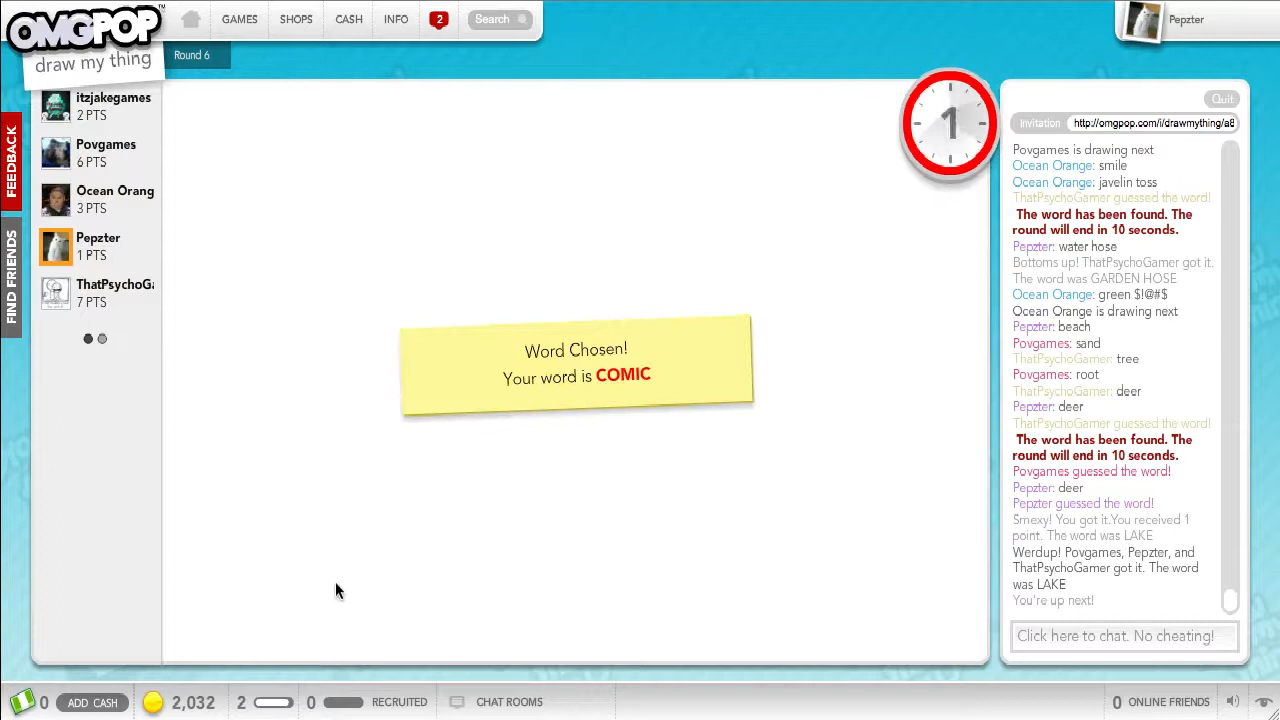 OMGPOP
TM
draw my thing
GAMES
SHOPS
CASH
INFO
2
Search
Pepzter
Round 6
FEEDBACK
FIND FRIENDS
itzjakegames
2 PTS
Povgames
6 PTS
Ocean Orang
3 PTS
Pepzter
1 PTS
ThatPsychoGa
7 PTS
1
Word Chosen!
Your word is COMIC
Quit
Invitation
http://omgpop.com/i/drawmything/a8
Povgames is drawing next
Ocean Orange: smile
Ocean Orange: javelin toss
ThatPsychoGamer guessed the word!
The word has been found. The
round will end in 10 seconds.
Pepzter: water hose
Bottoms up! ThatPsychoGamer got it.
The word was GARDEN HOSE
Ocean Orange: green $!@#$
Ocean Orange is drawing next
Pepzter: beach
Povgames: sand
ThatPsychoGamer: tree
Povgames: root
ThatPsychoGamer: deer
Pepzter: deer
ThatPsychoGamer guessed the word!
The word has been found. The
round will end in 10 seconds.
Povgames guessed the word!
Pepzter: deer
Pepzter guessed the word!
Smexy! You got it.You received 1
point. The word was LAKE
Werdup! Povgames, Pepzter, and
ThatPsychoGamer got it. The word
was LAKE
You're up next!
Click here to chat. No cheating!
0
ADD CASH
2,032
2
0
RECRUITED
CHAT ROOMS
0 ONLINE FRIENDS